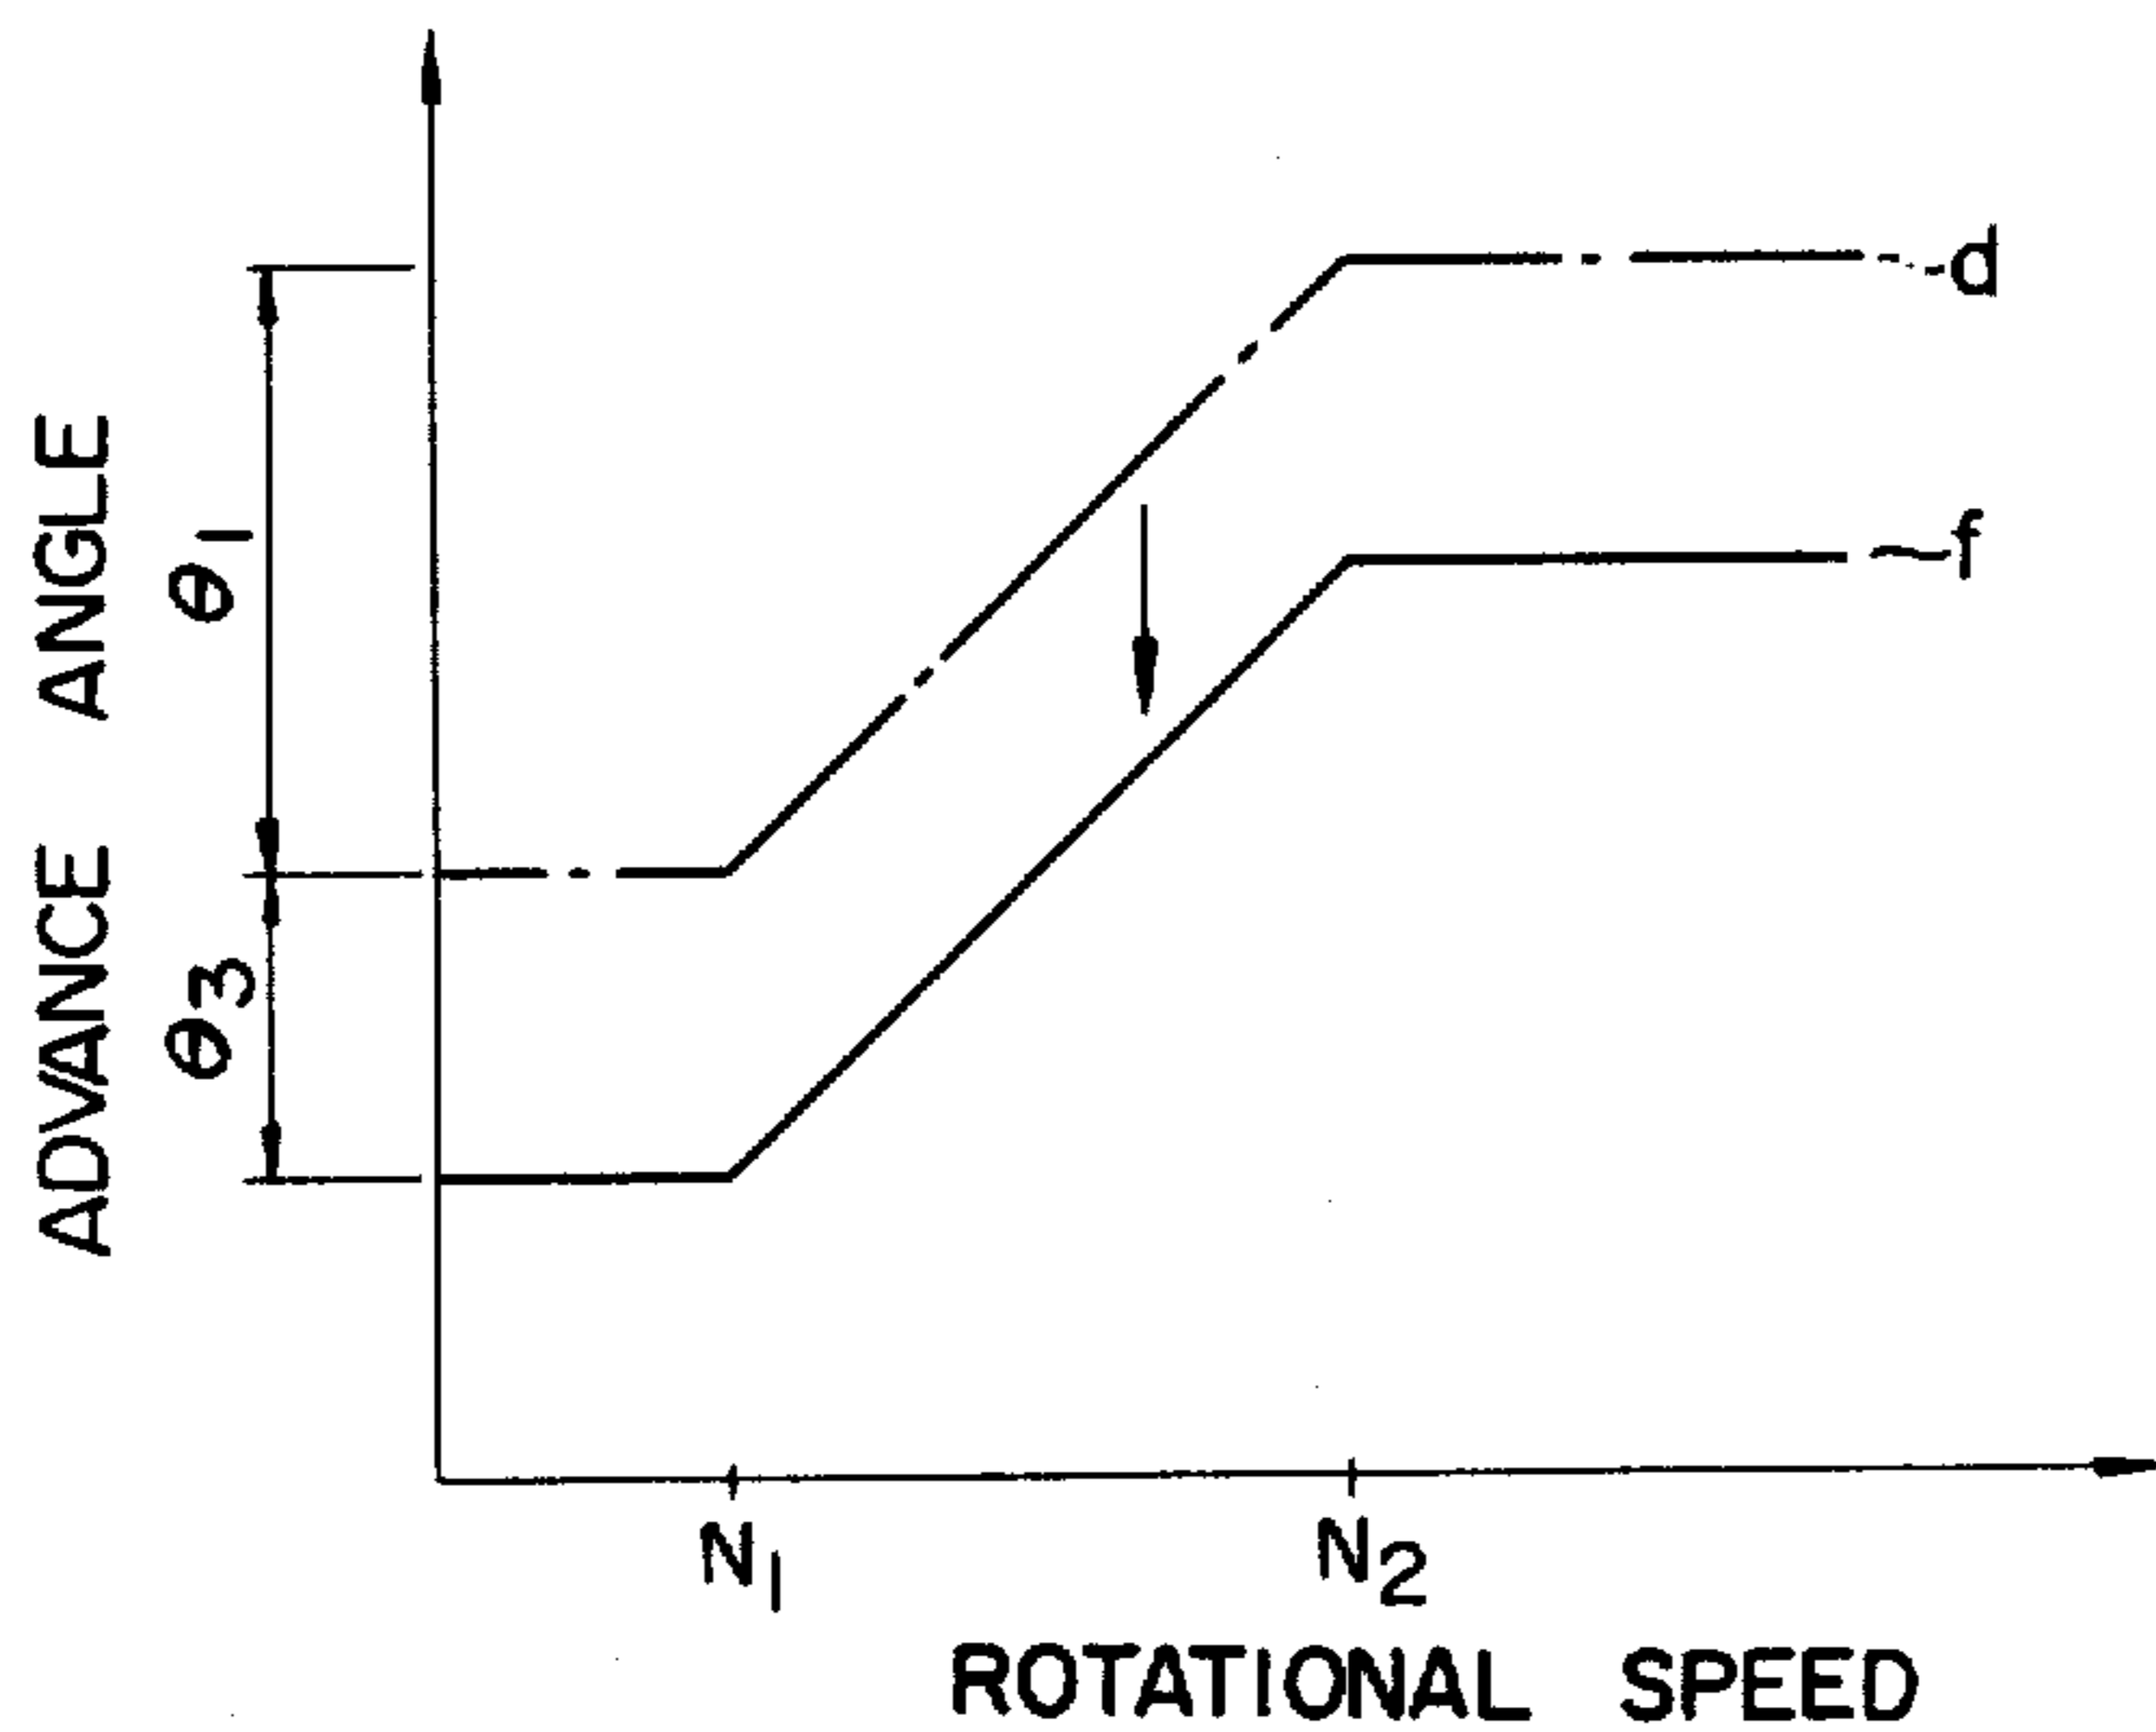 ADVANCE ANGLE
θ1
θ3
d
f
N1
N2
ROTATIONAL SPEED